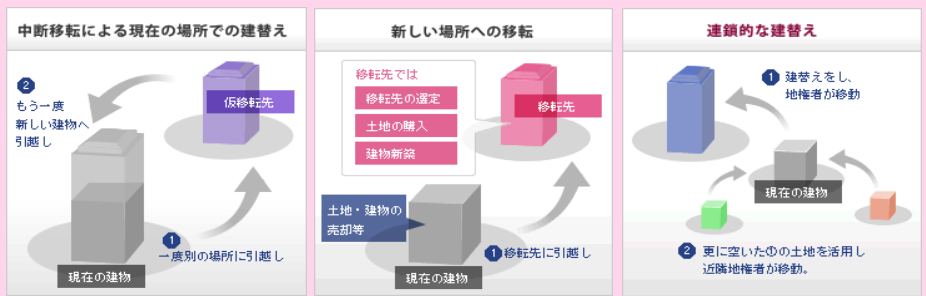 中断移転による現在の場所での建替え
2
もう一度
新しい建物へ
引越し
仮移転先
1
一度別の場所に引越し
現在の建物
新しい場所への移転
移転先では
移転先の選定
土地の購入
建物新築
移転先
土地・建物の
売却等
1移転先に引越し
現在の建物
連鎖的な建替え
1 建替えをし、
地権者が移動
現在の建物
2 更に空いた①の土地を活用し
近隣地権者が移動。